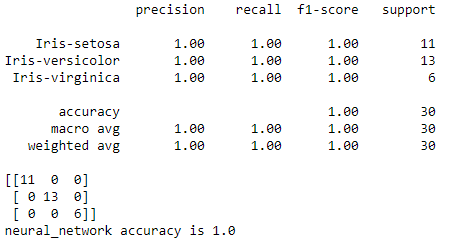 precision recall f1-score support
Iris-setosa 1.00 1.00 1.00 11
Iris-versicolor 1.00 1.00 1.00 13
Iris-virginica 1.00 1.00 1.00 6
accuracy 1.00 30
macro avg 1.00 1.00 1.00 30
weighted avg 1.00 1.00 1.00 30
[[11 0 0]
[ 0 13 0]
[ 0 0 6]]
neural_network accuracy is 1.0